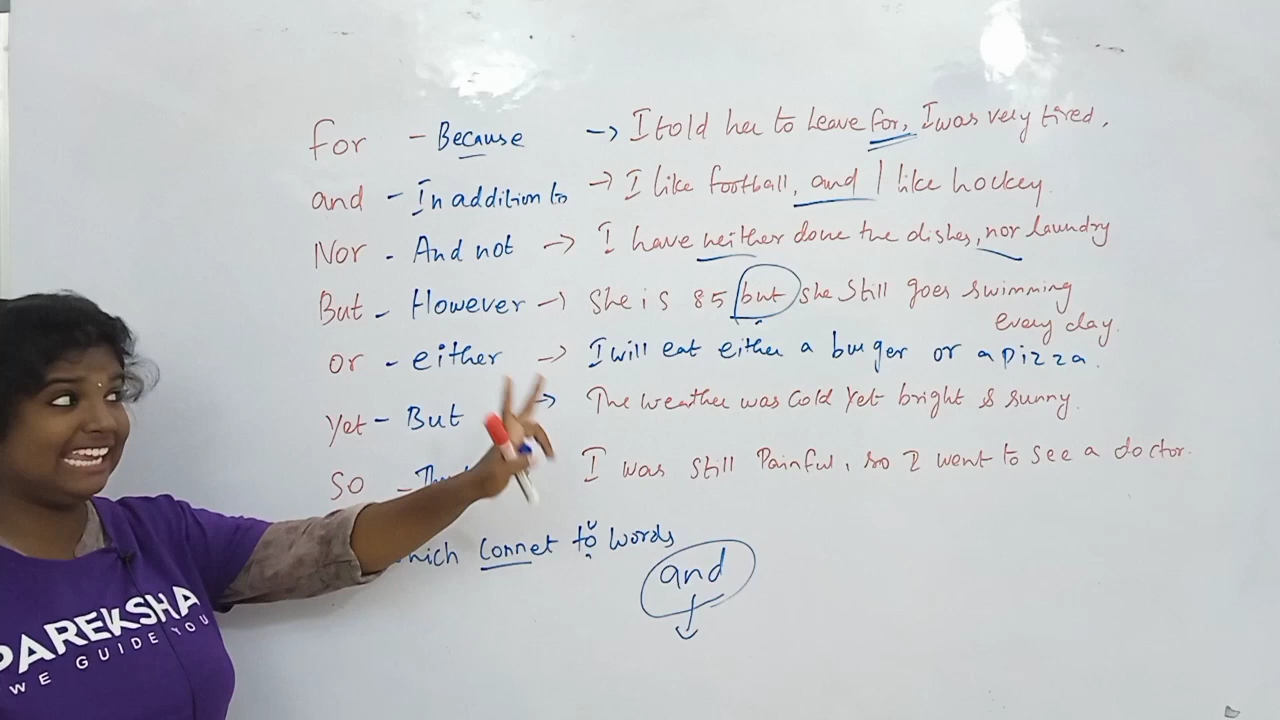 for - Because -> I told her to Leave for, I was very tired.
and - In addition to -> I like football, and I like hockey.
Nor - And not -> I have neither done the dishes, nor laundry
But - However -> she is 85 but she still goes swimming
every day.
or - either -> I will eat either a burger or a pizza.
Yet - But -> The weather was Cold Yet bright & sunny.
SO - I was still Painful, so I went to see a doctor.
Connet to words
and
PAREKSHA
WE GUIDE YOU